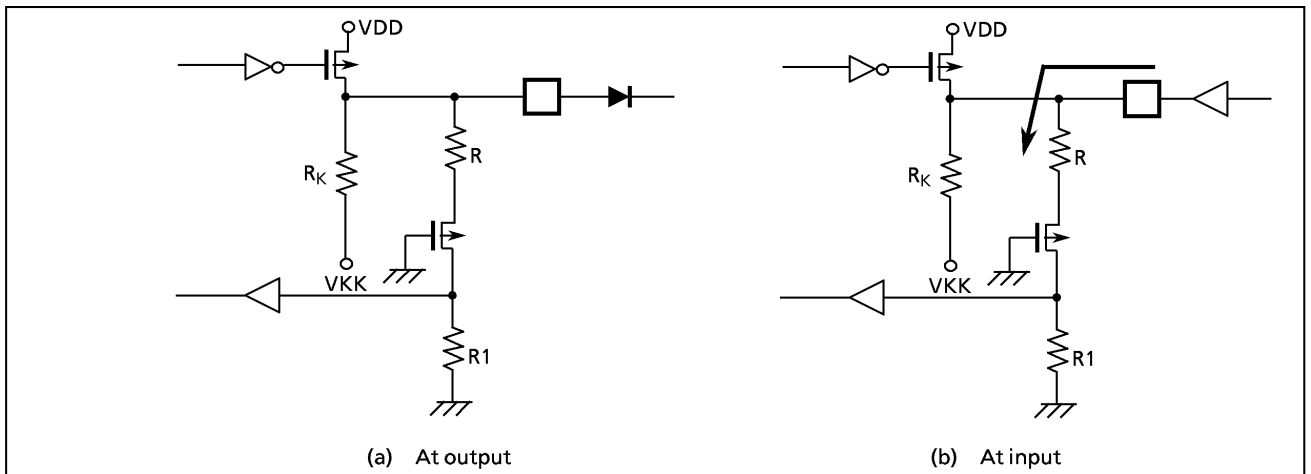 VDD
R
RK
VKK
R1
(a) At output
VDD
R
RK
VKK
R1
(b) At input